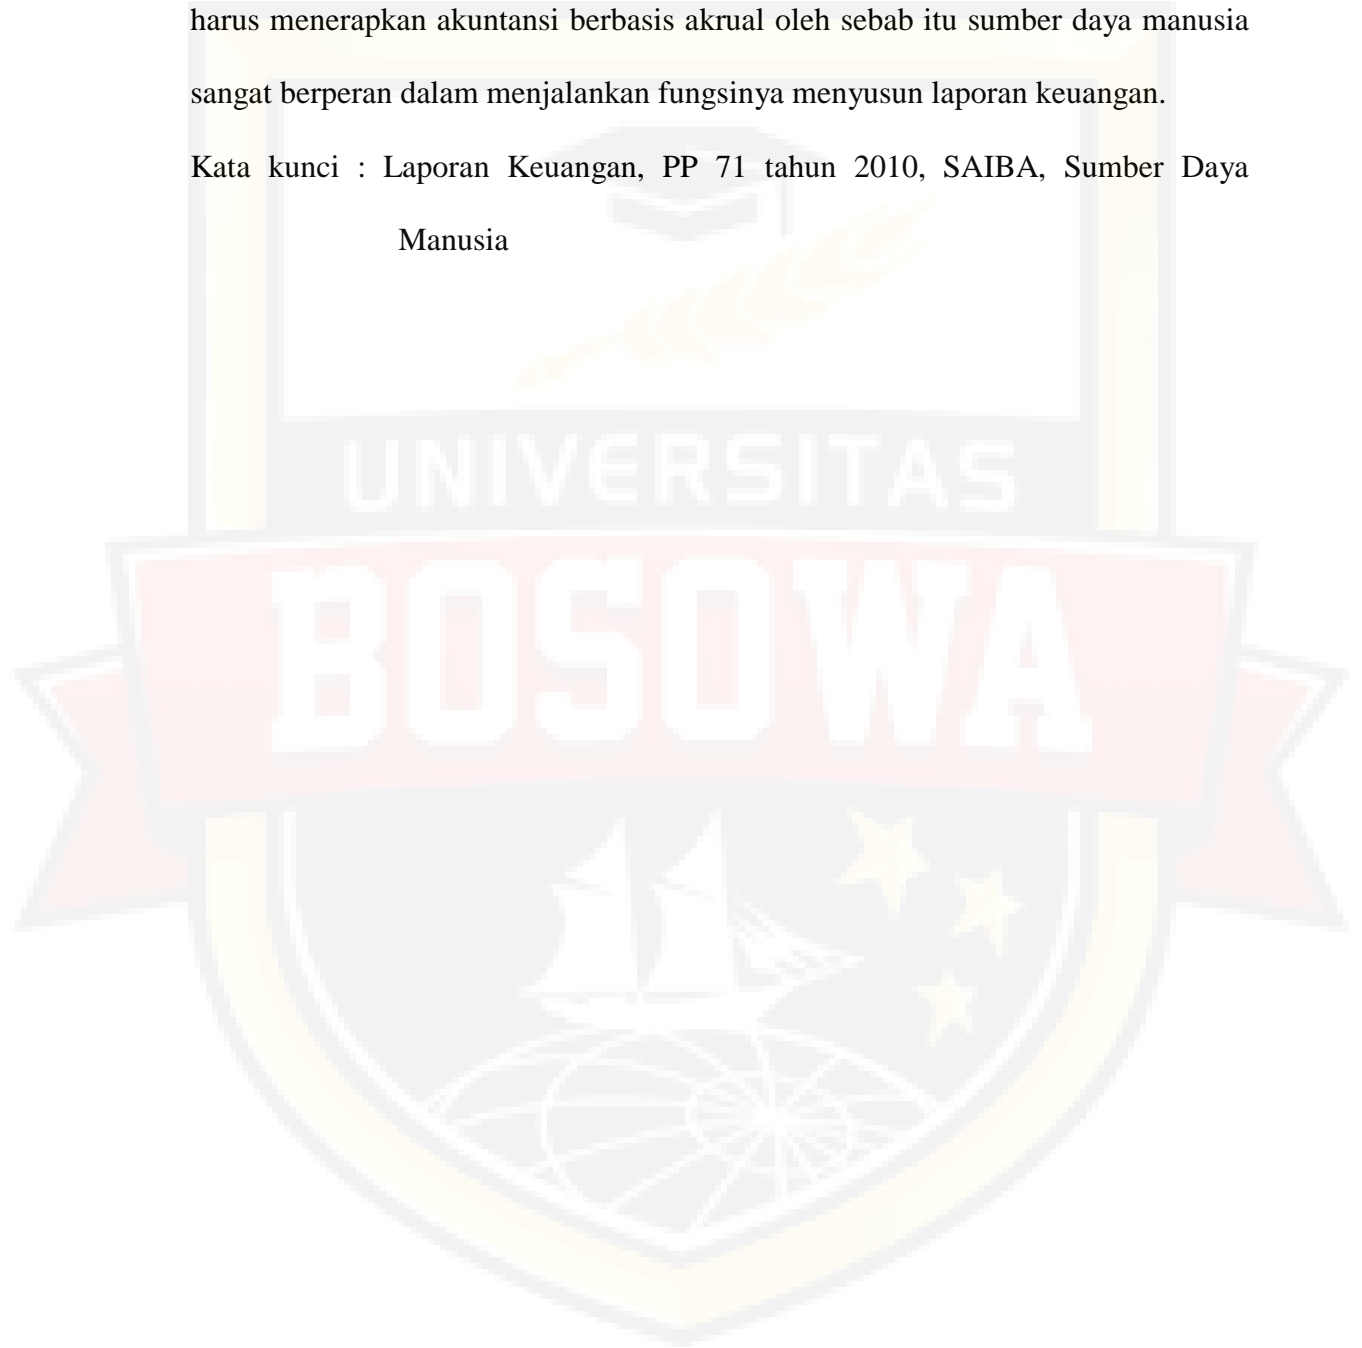 harus menerapkan akuntansi berbasis akrual oleh sebab itu sumber daya manusia
sangat berperan dalam menjalankan fungsinya menyusun laporan keuangan.
Kata kunci : Laporan Keuangan, PP 71 tahun 2010, SAIBA, Sumber Daya
Manusia
UNIVERSITAS
BOSOWA